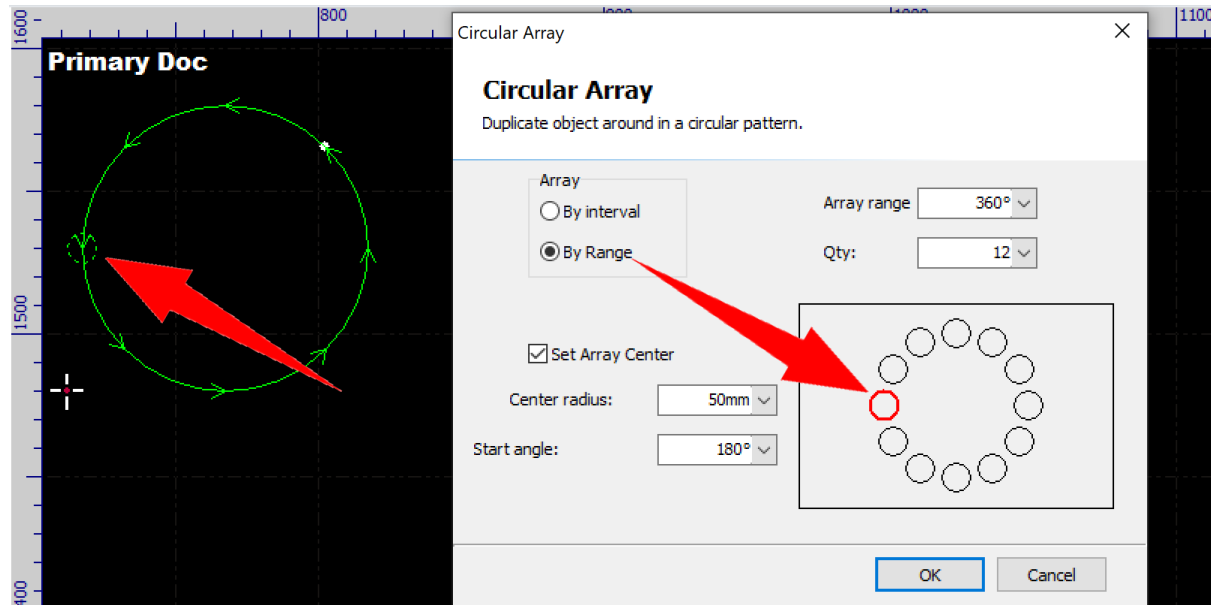 800
900
1000
1100
1600
Primary Doc
1500
400
Circular Array
Circular Array
Duplicate object around in a circular pattern.
Array
By interval
By Range
Array range 360°
Qty: 12
Set Array Center
Center radius: 50mm
Start angle: 180°
OK
Cancel